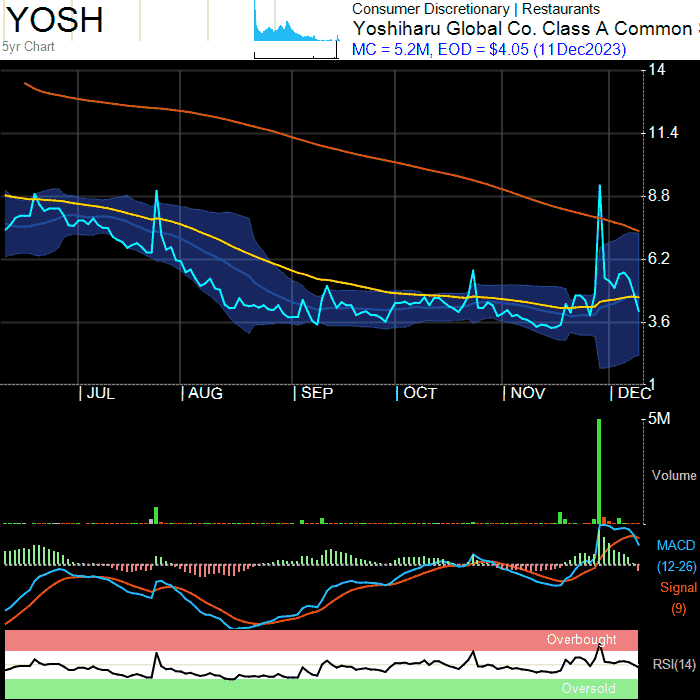 YOSH
5yr Chart
Consumer Discretionary | Restaurants
Yoshiharu Global Co. Class A Common
MC = 5.2M, EOD = $4.05 (11Dec2023)
14
11.4
8.8
6.2
3.6
1
JUL
AUG
SEP
OCT
NOV
DEC
5M
Volume
MACD
(12-26)
Signal
(9)
Overbought
RSI(14)
Oversold